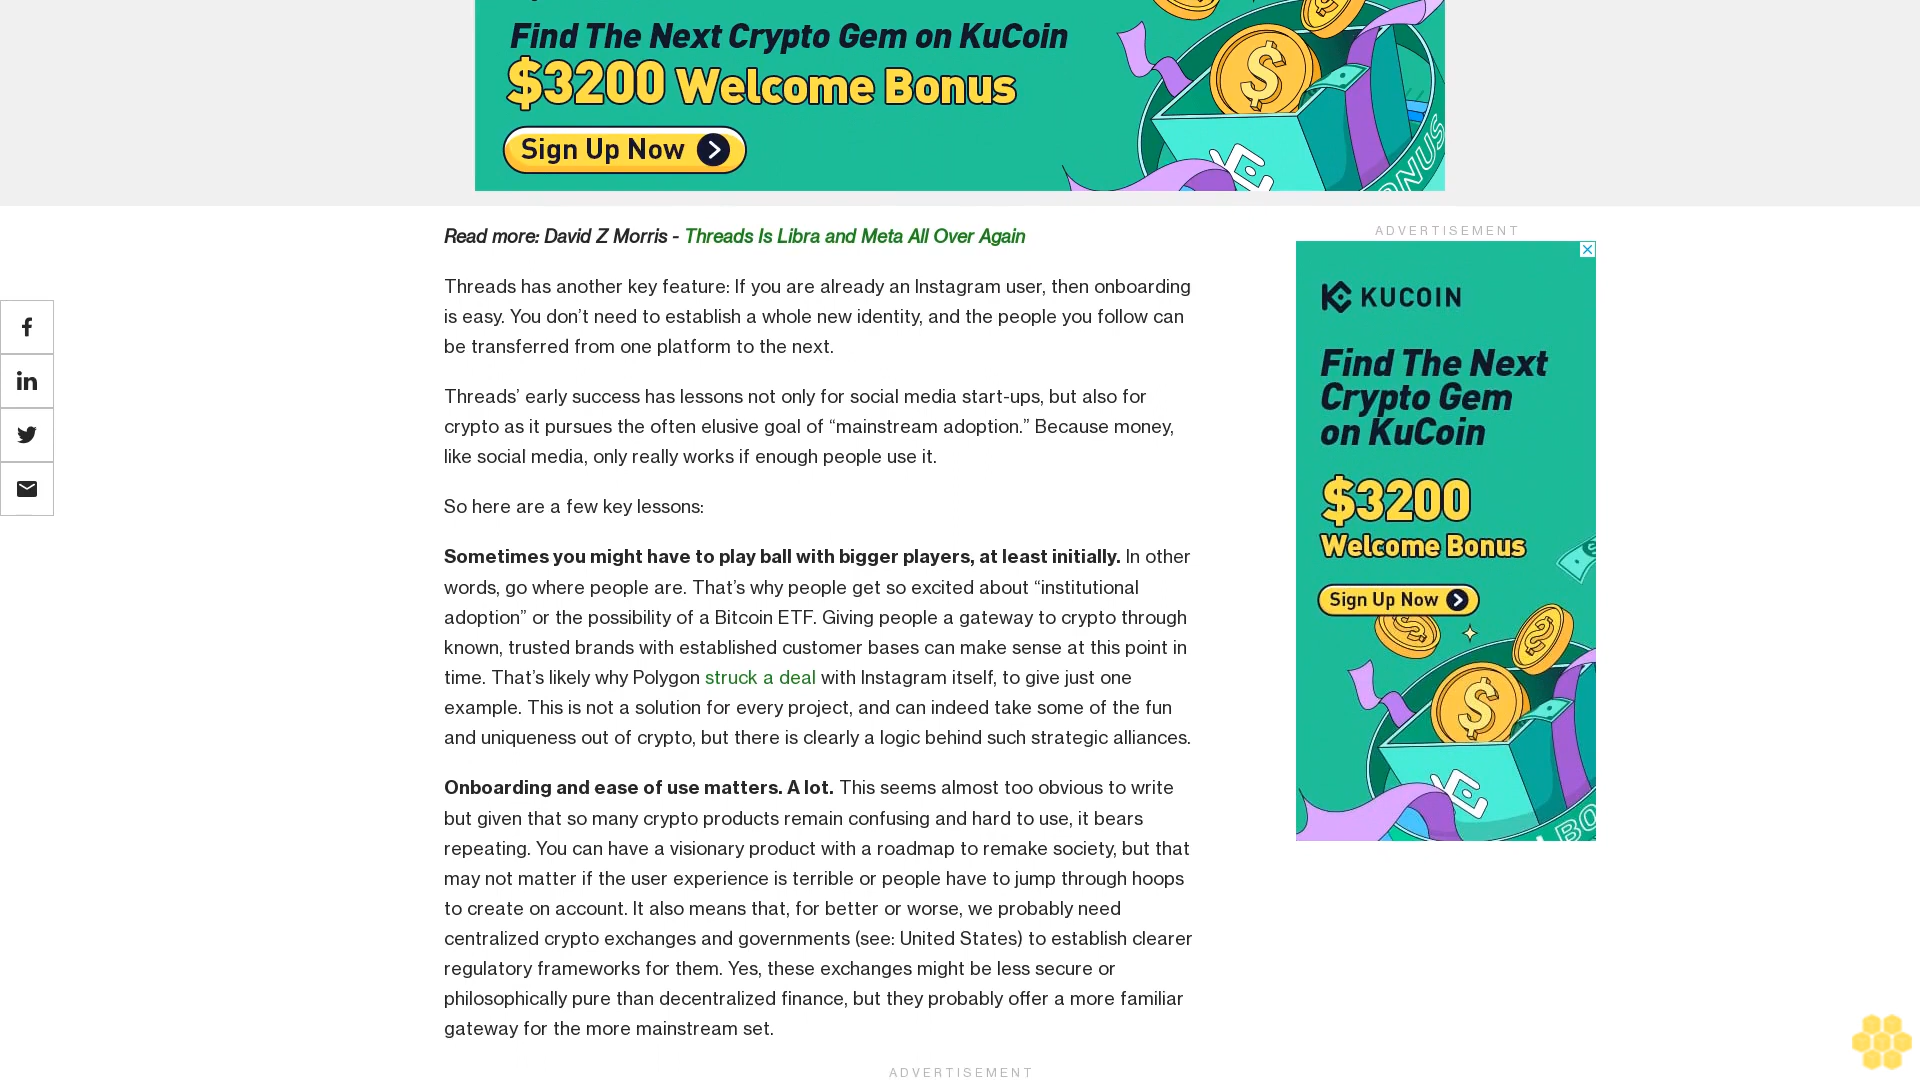 Find The Next Crypto Gem on KuCoin
$3200 Welcome Bonus
Sign Up Now
BONUS
Read more: David Z Morris - Threads Is Libra and Meta All Over Again
Threads has another key feature: If you are already an Instagram user, then onboarding
is easy. You don’t need to establish a whole new identity, and the people you follow can
be transferred from one platform to the next.
Threads’ early success has lessons not only for social media start-ups, but also for
crypto as it pursues the often elusive goal of “mainstream adoption.” Because money,
like social media, only really works if enough people use it.
So here are a few key lessons:
Sometimes you might have to play ball with bigger players, at least initially. In other
words, go where people are. That’s why people get so excited about “institutional
adoption” or the possibility of a Bitcoin ETF. Giving people a gateway to crypto through
known, trusted brands with established customer bases can make sense at this point in
time. That’s likely why Polygon struck a deal with Instagram itself, to give just one
example. This is not a solution for every project, and can indeed take some of the fun
and uniqueness out of crypto, but there is clearly a logic behind such strategic alliances.
Onboarding and ease of use matters. A lot. This seems almost too obvious to write
but given that so many crypto products remain confusing and hard to use, it bears
repeating. You can have a visionary product with a roadmap to remake society, but that
may not matter if the user experience is terrible or people have to jump through hoops
to create on account. It also means that, for better or worse, we probably need
centralized crypto exchanges and governments (see: United States) to establish clearer
regulatory frameworks for them. Yes, these exchanges might be less secure or
philosophically pure than decentralized finance, but they probably offer a more familiar
gateway for the more mainstream set.
ADVERTISEMENT
ADVERTISEMENT
KUCOIN
Find The Next
Crypto Gem
on KuCoin
$3200
Welcome Bonus
Sign Up Now